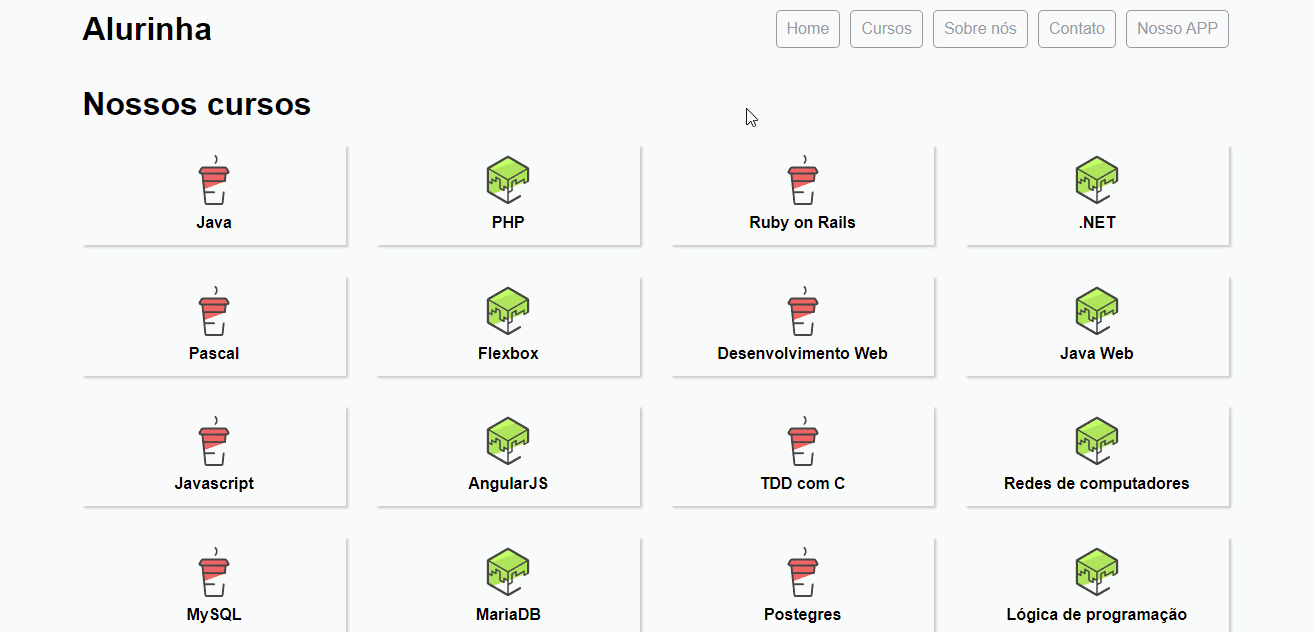 Alurinha
Home Cursos Sobre nós Contato Nosso APP
Nossos cursos
Java PHP Ruby on Rails .NET
Pascal Flexbox Desenvolvimento Web Java Web
Javascript AngularJS TDD com C Redes de computadores
MySQL MariaDB Postegres Lógica de programação